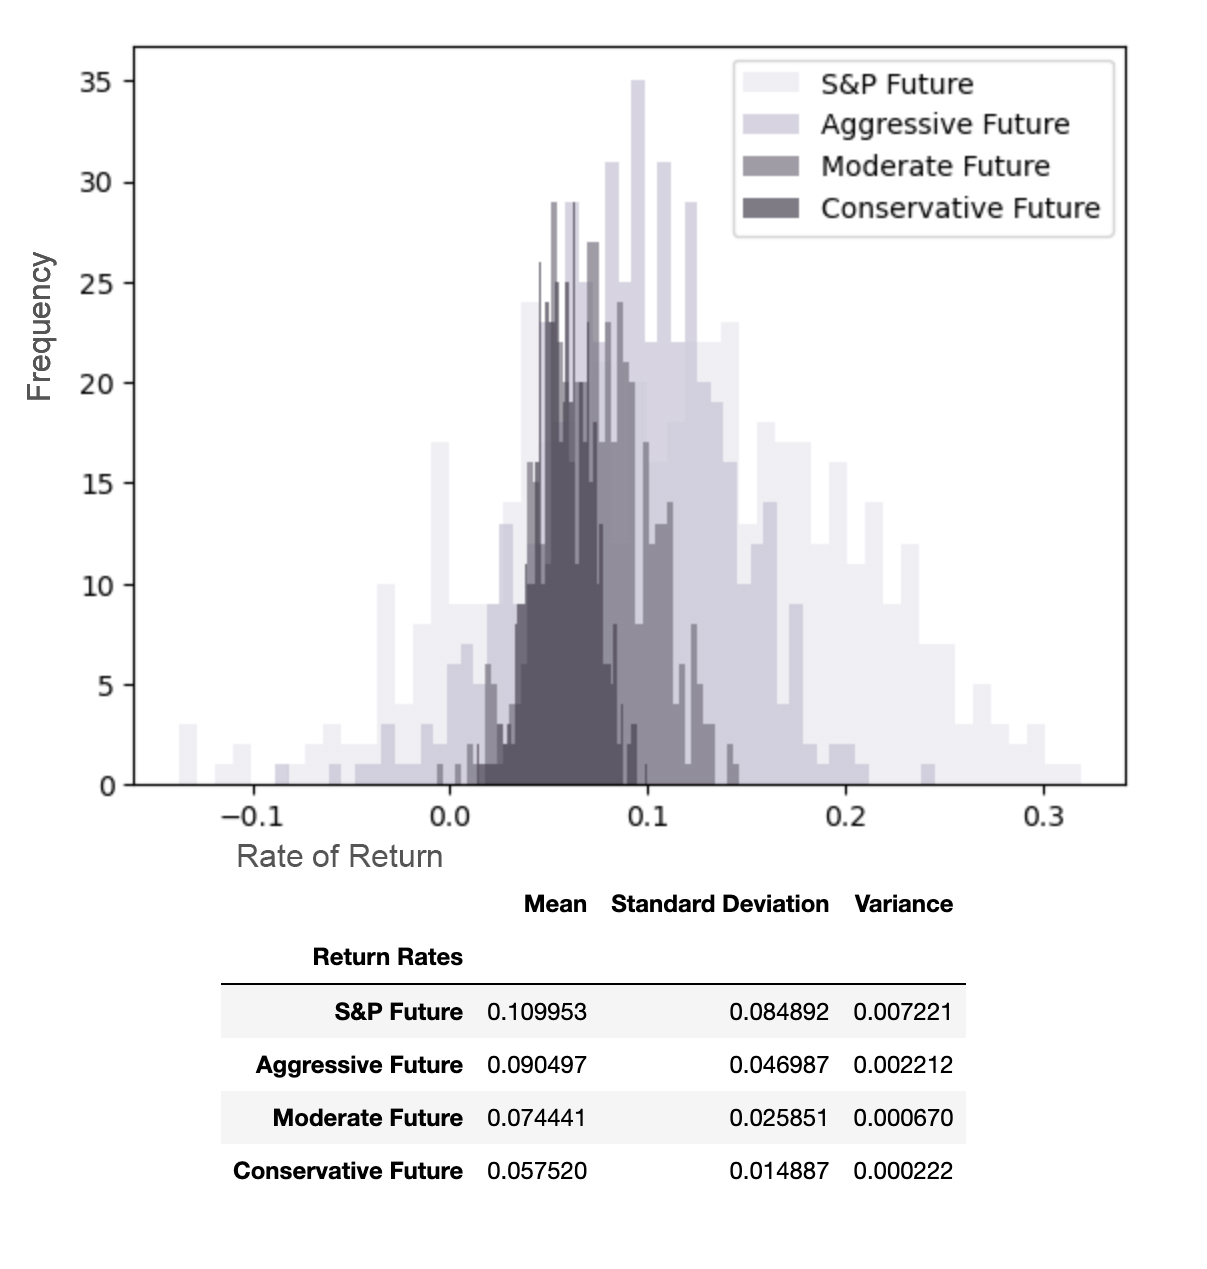 35
30
25
20
15
10
5
0
Frequency
S&P Future
Aggressive Future
Moderate Future
Conservative Future
−0.1 0.0 0.1 0.2 0.3
Rate of Return
Mean Standard Deviation Variance
Return Rates
S&P Future 0.109953 0.084892 0.007221
Aggressive Future 0.090497 0.046987 0.002212
Moderate Future 0.074441 0.025851 0.000670
Conservative Future 0.057520 0.014887 0.000222